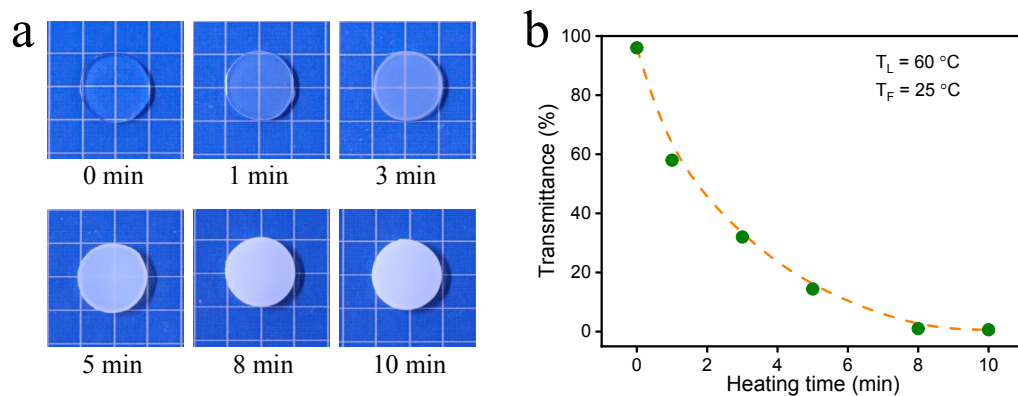 a
0 min
1 min
3 min
5 min
8 min
10 min
b
100
80
60
40
20
0
Transmittance (%)
T_L = 60 °C
T_F = 25 °C
0
2
4
6
8
10
Heating time (min)